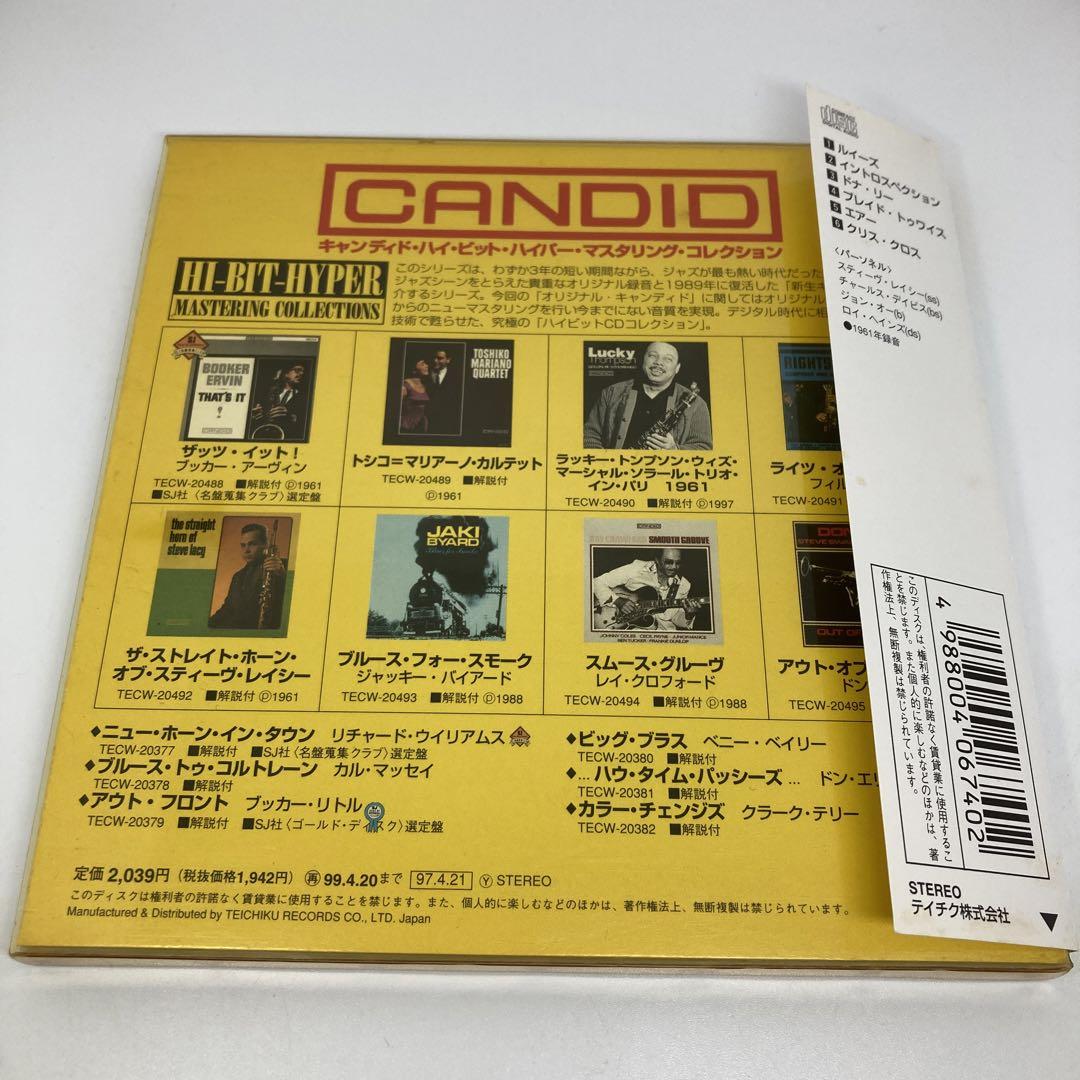 CANDID
キャンディド・ハイ・ビット・ハイパー・マスタリング・コレクション
HI-BIT-HYPER
MASTERING COLLECTIONS
このシリーズは、わずか3年の短い期間ながら、ジャズが最も熱い時代だった
ジャズシーンをとらえた貴重なオリジナル録音と1989年に復活した「新生キ
介するシリーズ。今回の「オリジナル・キャンディド」に関してはオリジナル
からのニューマスタリングを行い今までにない音質を実現。デジタル時代に相
技術で甦らせた、究極の「ハイビットCDコレクション」。
BOOKER
ERVIN
THAT'S IT
!
ザッツ・イット!
ブッカー・アーヴィン
TECW-20488 ■解説付 Ⓟ1961
■SJ社〈名盤蒐集クラブ〉選定盤
TOSHIKO
MARIANO
QUARTET
トシコ=マリアーノ・カルテット
TECW-20489 ■解説付
Ⓟ1961
Lucky
Thompson
ラッキー・トンプソン・ウィズ・
マーシャル・ソラール・トリオ・
イン・パリ 1961
TECW-20490 ■解説付 Ⓟ1997
RIGHTS
ライツ・オ
フィル
TECW-20491
the straight
horn of
steve lacy
ザ・ストレイト・ホーン・
オブ・スティーヴ・レイシー
TECW-20492 ■解説付 Ⓟ1961
JAKI
BYARD
Blues for Smoke
ブルース・フォー・スモーク
ジャッキー・バイアード
TECW-20493 ■解説付 Ⓟ1988
CANDID
RAY CRAWFORD SMOOTH GROOVE
JOHNNY COLES · CECIL PAYNE · JUNIOR MANCE
BEN TUCKER · FRANKIE DUNLOP
スムース・グルーヴ
レイ・クロフォード
TECW-20494 ■解説付 Ⓟ1988
DON
STEVE SWA
OUT OF
アウト・オブ
ドン
TECW-20495
◆ニュー・ホーン・イン・タウン リチャード・ウイリアムス
TECW-20377 ■解説付 ■SJ社〈名盤蒐集クラブ〉選定盤
◆ブルース・トゥ・コルトレーン カル・マッセイ
TECW-20378 ■解説付
◆アウト・フロント ブッカー・リトル
TECW-20379 ■解説付 ■SJ社〈ゴールド・ディスク〉選定盤
◆ビッグ・ブラス ベニー・ベイリー
TECW-20380 ■解説付
◆… ハウ・タイム・パッシーズ … ドン・エリ
TECW-20381 ■解説付
◆カラー・チェンジズ クラーク・テリー
TECW-20382 ■解説付
定価 2,039円(税抜価格1,942円) 再 99.4.20まで 97.4.21 Ⓨ STEREO
このディスクは権利者の許諾なく賃貸業に使用することを禁じます。また、個人的に楽しむなどのほかは、著作権法上、無断複製は禁じられています。
Manufactured & Distributed by TEICHIKU RECORDS CO., LTD. Japan
1 ルイーズ
2 イントロスペクション
3 ドナ・リー
4 プレイド・トゥワイス
5 エアー
6 クリス・クロス
〈パーソネル〉
スティーヴ・レイシー(ss)
チャールス・デイビス(bs)
ジョン・オー(b)
ロイ・ヘインズ(ds)
●1961年録音
このディスクは、権利者の許諾なく賃貸業に使用するこ
とを禁じます。また個人的に楽しむなどのほかは、著
作権法上、無断複製は禁じられています。
4 988004 067402
STEREO
テイチク株式会社